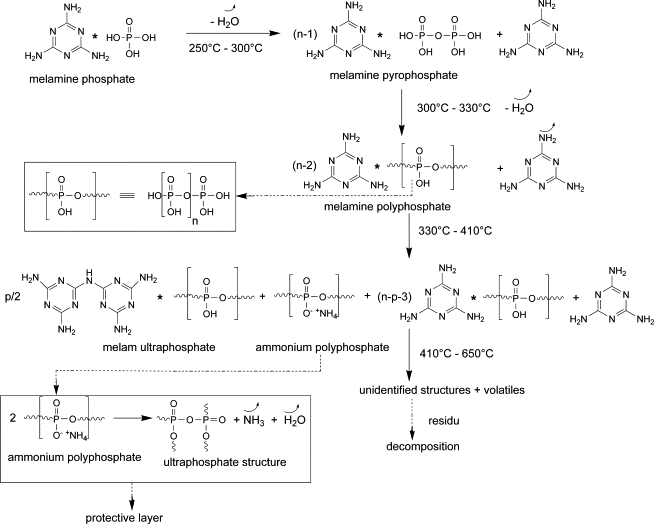 NH₂
N N
H₂N N NH₂
*
O
HO-P-OH
OH
melamine phosphate
- H₂O
250°C - 300°C
(n-1)
NH₂
N N
H₂N N NH₂
*
O O
HO-P-O-P-OH
OH OH
melamine pyrophosphate
+
NH₂
N N
H₂N N NH₂
300°C - 330°C - H₂O
(n-2)
NH₂
N N
H₂N N NH₂
*
O
P-O
OH
melamine polyphosphate
+
NH₂
N N
H₂N N NH₂
O
P-O
OH
≡
O O
HO-P-O-P-OH
OH OH
n
330°C - 410°C
p/2
NH₂ H NH₂
N N N N N
H₂N N N NH₂
NH₂ NH₂
*
O
P-O
OH
melam ultraphosphate
+
O
P-O
O⁻ ⁺NH₄
ammonium polyphosphate
+ (n-p-3)
NH₂
N N
H₂N N NH₂
*
O
P-O
OH
+
NH₂
N N
H₂N N NH₂
410°C - 650°C
unidentified structures + volatiles
residu
decomposition
2
O
P-O
O⁻ ⁺NH₄
ammonium polyphosphate
O
P-O-P=O
O O
ultraphosphate structure
+ NH₃ + H₂O
protective layer